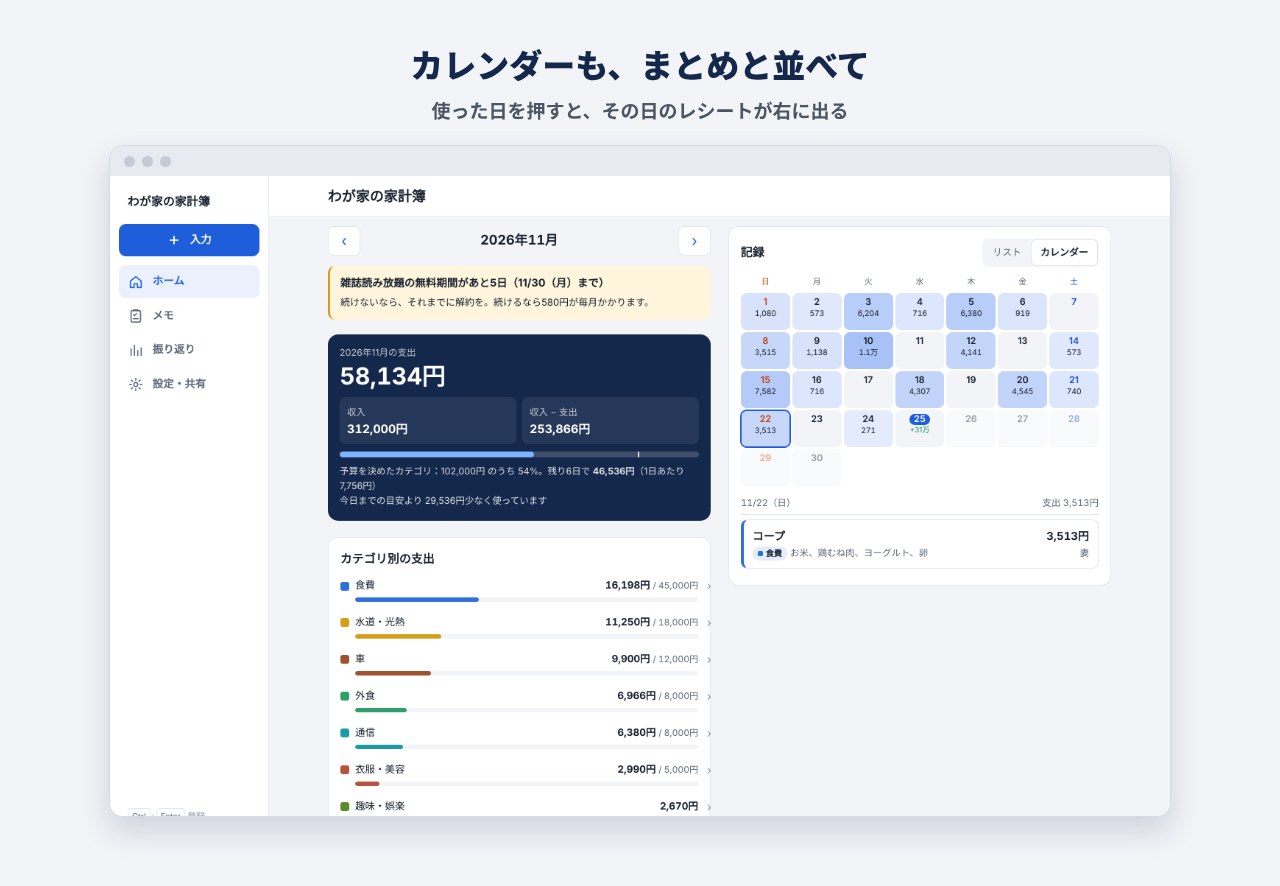 カレンダーも、まとめと並べて
使った日を押すと、その日のレシートが右に出る
わが家の家計簿
＋ 入力
ホーム
メモ
振り返り
設定・共有
わが家の家計簿
‹ 2026年11月 ›
雑誌読み放題の無料期間があと5日（11/30（月）まで）
続けないなら、それまでに解約を。続けるなら580円が毎月かかります。
2026年11月の支出
58,134円
収入
312,000円
収入 − 支出
253,866円
予算を決めたカテゴリ：102,000円 のうち 54%。残り6日で 46,536円（1日あたり
7,756円）
今日までの目安より 29,536円少なく使っています
カテゴリ別の支出
食費 16,198円 / 45,000円 ›
水道・光熱 11,250円 / 18,000円 ›
車 9,900円 / 12,000円 ›
外食 6,966円 / 8,000円 ›
通信 6,380円 / 8,000円 ›
衣服・美容 2,990円 / 5,000円 ›
趣味・娯楽 2,670円 ›
記録 リスト カレンダー
日 月 火 水 木 金 土
1 2 3 4 5 6 7
1,080 573 6,204 716 6,380 919
8 9 10 11 12 13 14
3,515 1,138 1.1万 4,141 573
15 16 17 18 19 20 21
7,582 716 4,307 4,545 740
22 23 24 25 26 27 28
3,513 271 +31万
29 30
11/22（日） 支出 3,513円
コープ 3,513円
食費 お米、鶏むね肉、ヨーグルト、卵 妻